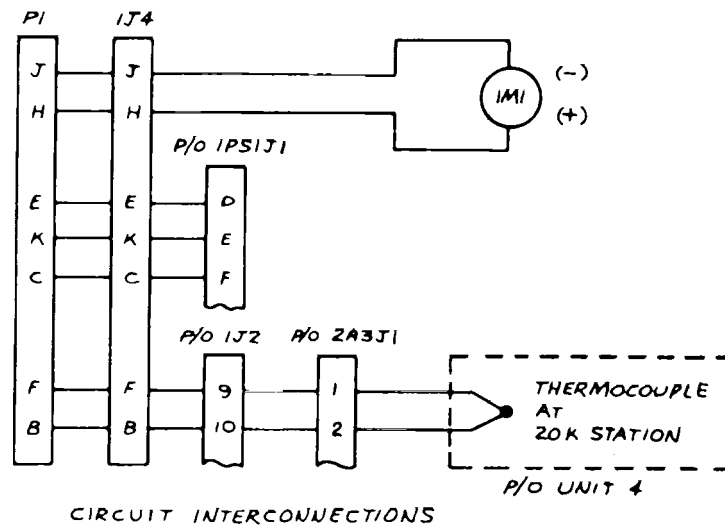 P1 1J4
J J 1M1 (-)
H H (+)
P/O 1PS1J1
E E D
K K E
C C F
P/O 1J2 P/O 2A3J1
F F 9 1 THERMOCOUPLE
AT
B B 10 2 20K STATION
P/O UNIT 4
CIRCUIT INTERCONNECTIONS